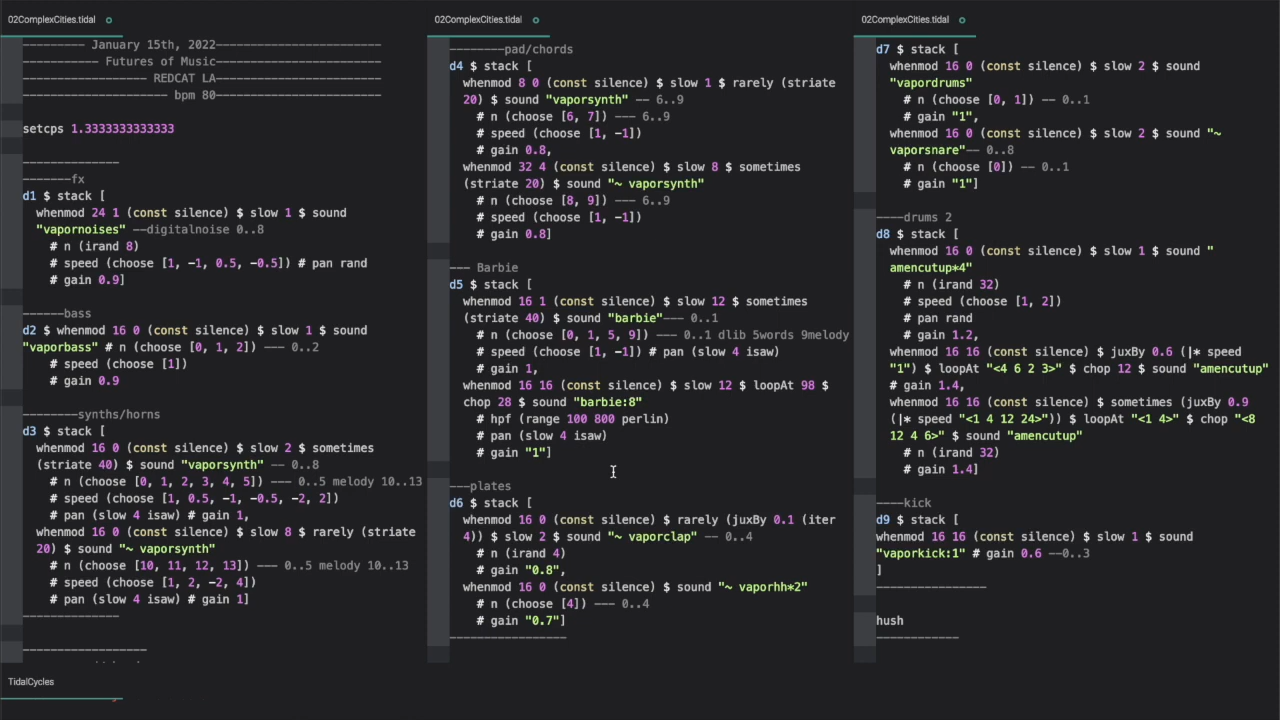 02ComplexCities.tidal
--------- January 15th, 2022------------------------
----------- Futures of Music------------------------
------------------ REDCAT LA------------------------
-------------------- bpm 80------------------------
setcps 1.3333333333333
--------------
-------fx
d1 $ stack [
whenmod 24 1 (const silence) $ slow 1 $ sound
"vapornoises" --digitalnoise 0..8
# n (irand 8)
# speed (choose [1, -1, 0.5, -0.5]) # pan rand
# gain 0.9]
------bass
d2 $ whenmod 16 0 (const silence) $ slow 1 $ sound
"vaporbass" # n (choose [0, 1, 2]) --- 0..2
# speed (choose [1])
# gain 0.9
--------synths/horns
d3 $ stack [
whenmod 16 0 (const silence) $ slow 2 $ sometimes
(striate 40) $ sound "vaporsynth" -- 0..8
# n (choose [0, 1, 2, 3, 4, 5]) --- 0..5 melody 10..13
# speed (choose [1, 0.5, -1, -0.5, -2, 2])
# pan (slow 4 isaw) # gain 1,
whenmod 16 0 (const silence) $ slow 8 $ rarely (striate
20) $ sound "~ vaporsynth"
# n (choose [10, 11, 12, 13]) --- 0..5 melody 10..13
# speed (choose [1, 2, -2, 4])
# pan (slow 4 isaw) # gain 1]
--------------
------------------
02ComplexCities.tidal
--------pad/chords
d4 $ stack [
whenmod 8 0 (const silence) $ slow 1 $ rarely (striate
20) $ sound "vaporsynth" -- 6..9
# n (choose [6, 7]) --- 6..9
# speed (choose [1, -1])
# gain 0.8,
whenmod 32 4 (const silence) $ slow 8 $ sometimes
(striate 20) $ sound "~ vaporsynth"
# n (choose [8, 9]) --- 6..9
# speed (choose [1, -1])
# gain 0.8]
--- Barbie
d5 $ stack [
whenmod 16 1 (const silence) $ slow 12 $ sometimes
(striate 40) $ sound "barbie"--- 0..1
# n (choose [0, 1, 5, 9]) --- 0..1 dlib 5words 9melody
# speed (choose [1, -1]) # pan (slow 4 isaw)
# gain 1,
whenmod 16 16 (const silence) $ slow 12 $ loopAt 98 $
chop 28 $ sound "barbie:8"
# hpf (range 100 800 perlin)
# pan (slow 4 isaw)
# gain "1"]
---plates
d6 $ stack [
whenmod 16 0 (const silence) $ rarely (juxBy 0.1 (iter
4)) $ slow 2 $ sound "~ vaporclap" -- 0..4
# n (irand 4)
# gain "0.8",
whenmod 16 0 (const silence) $ sound "~ vaporhh*2"
# n (choose [4]) --- 0..4
# gain "0.7"]
-----------------
02ComplexCities.tidal
d7 $ stack [
whenmod 16 0 (const silence) $ slow 2 $ sound
"vapordrums"
# n (choose [0, 1]) -- 0..1
# gain "1",
whenmod 16 0 (const silence) $ slow 2 $ sound "~
vaporsnare"-- 0..8
# n (choose [0]) -- 0..1
# gain "1"]
----drums 2
d8 $ stack [
whenmod 16 0 (const silence) $ slow 1 $ sound "
amencutup*4"
# n (irand 32)
# speed (choose [1, 2])
# pan rand
# gain 1.2,
whenmod 16 16 (const silence) $ juxBy 0.6 (|* speed
"1") $ loopAt "<4 6 2 3>" $ chop 12 $ sound "amencutup"
# gain 1.4,
whenmod 16 16 (const silence) $ sometimes (juxBy 0.9
(|* speed "<1 4 12 24>")) $ loopAt "<1 4>" $ chop "<8
12 4 6>" $ sound "amencutup"
# n (irand 32)
# gain 1.4]
----kick
d9 $ stack [
whenmod 16 16 (const silence) $ slow 1 $ sound
"vaporkick:1" # gain 0.6 --0..3
]
----------------
hush
------------
TidalCycles